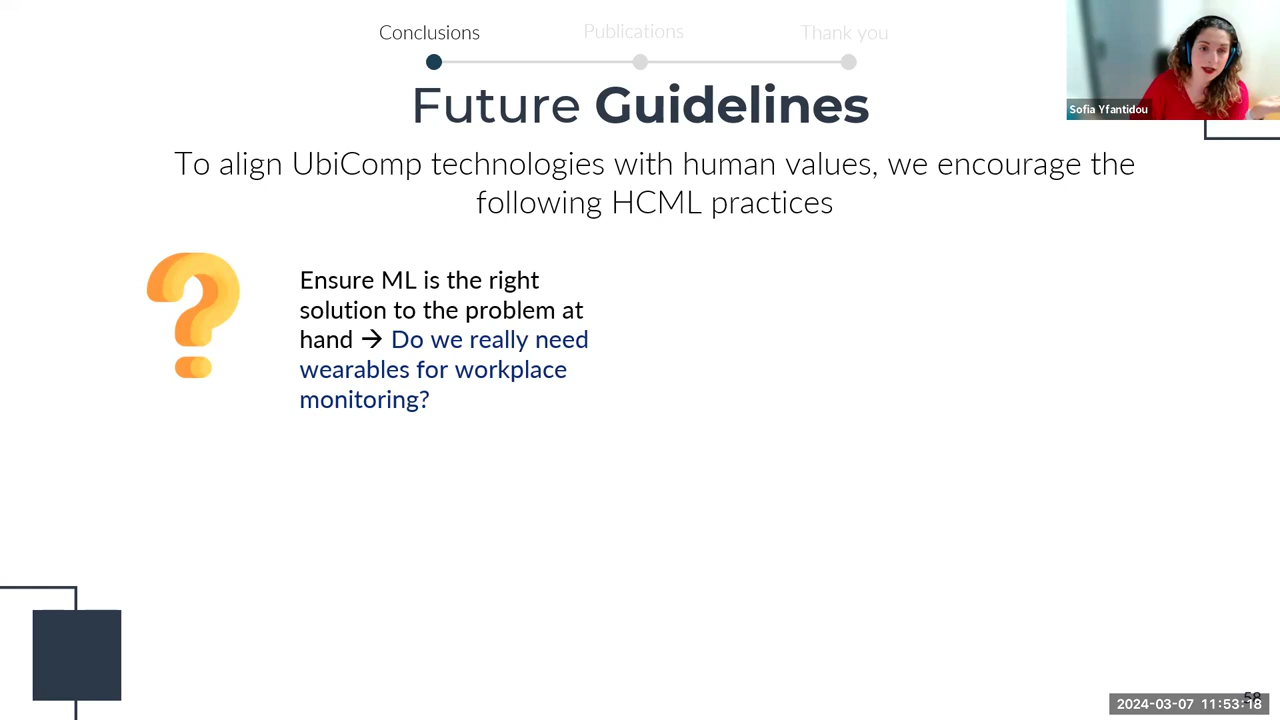 Conclusions
Publications
Thank you
Future Guidelines
Sofia Yfantidou
To align UbiComp technologies with human values, we encourage the
following HCML practices
Ensure ML is the right
solution to the problem at
hand → Do we really need
wearables for workplace
monitoring?
58
2024-03-07 11:53:18